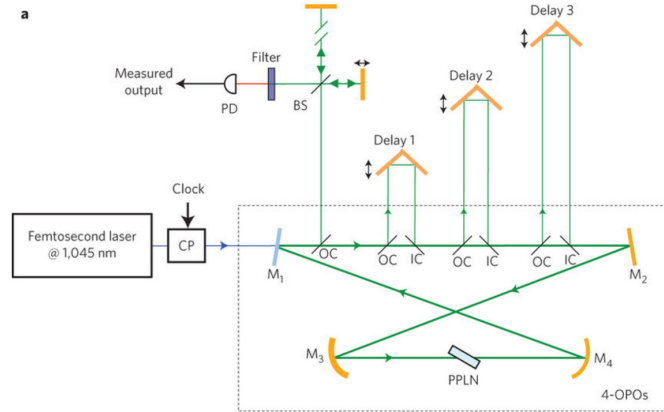 a
Delay 3
Filter
Delay 2
Measured
output
PD
BS
Delay 1
Clock
Femtosecond laser
@ 1,045 nm
CP
OC
OC
IC
OC
IC
OC
IC
M1
M2
M3
M4
PPLN
4-OPOs